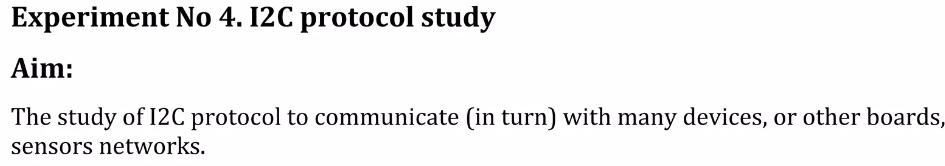 Experiment No 4. I2C protocol study
Aim:
The study of I2C protocol to communicate (in turn) with many devices, or other boards,
sensors networks.